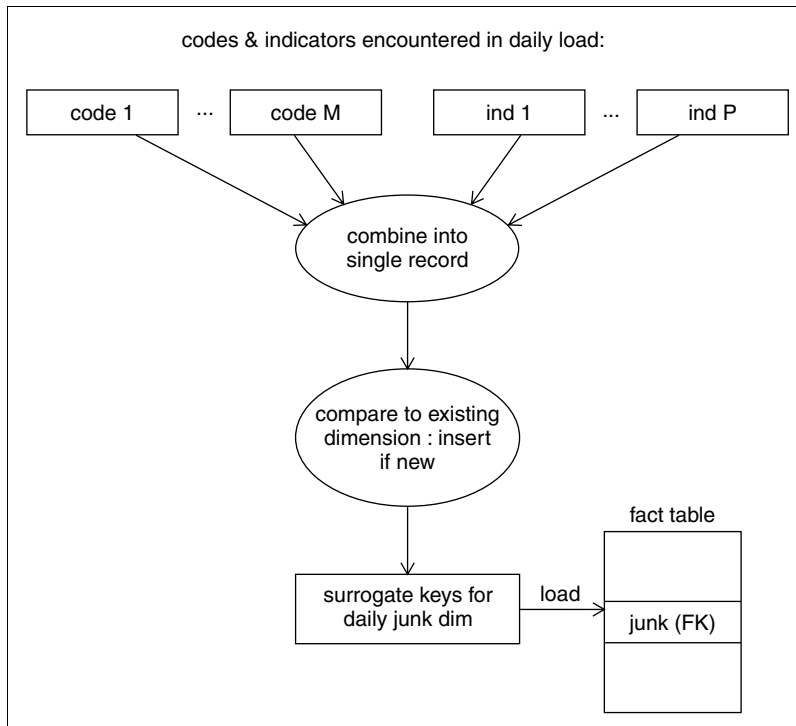 codes & indicators encountered in daily load:
code 1
...
code M
ind 1
...
ind P
combine into
single record
compare to existing
dimension : insert
if new
fact table
surrogate keys for
daily junk dim
load
junk (FK)